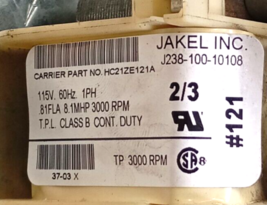 JAKEL INC.
J238-100-10108
CARRIER PART NO. HC21ZE121A
115V. 60Hz. 1PH
.81FLA 8.1MHP 3000 RPM
T.P.L CLASS B CONT. DUTY
2/3
#121
TP 3000 RPM
37-03 X